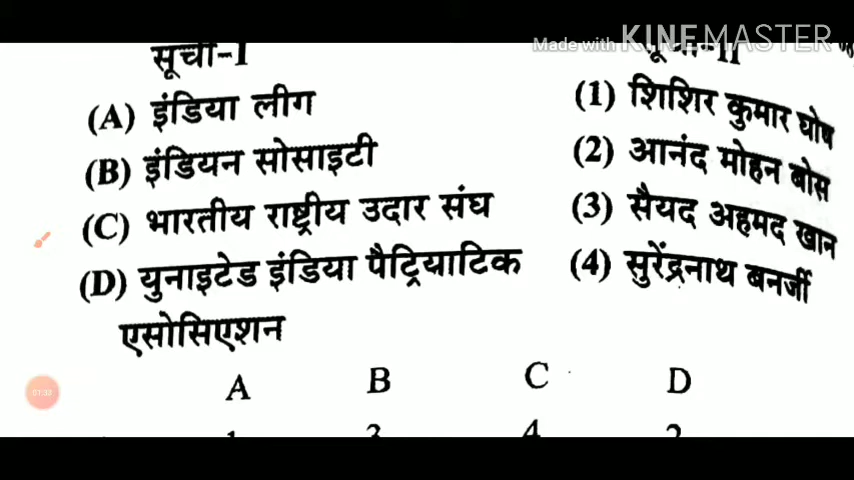 Made with KINEMASTER
सूची-I
(A) इंडिया लीग
(B) इंडियन सोसाइटी
(C) भारतीय राष्ट्रीय उदार संघ
(D) युनाइटेड इंडिया पैट्रियाटिक
एसोसिएशन
सूची-II
(1) शिशिर कुमार घोष
(2) आनंद मोहन बोस
(3) सैयद अहमद खान
(4) सुरेंद्रनाथ बनर्जी
A B C D